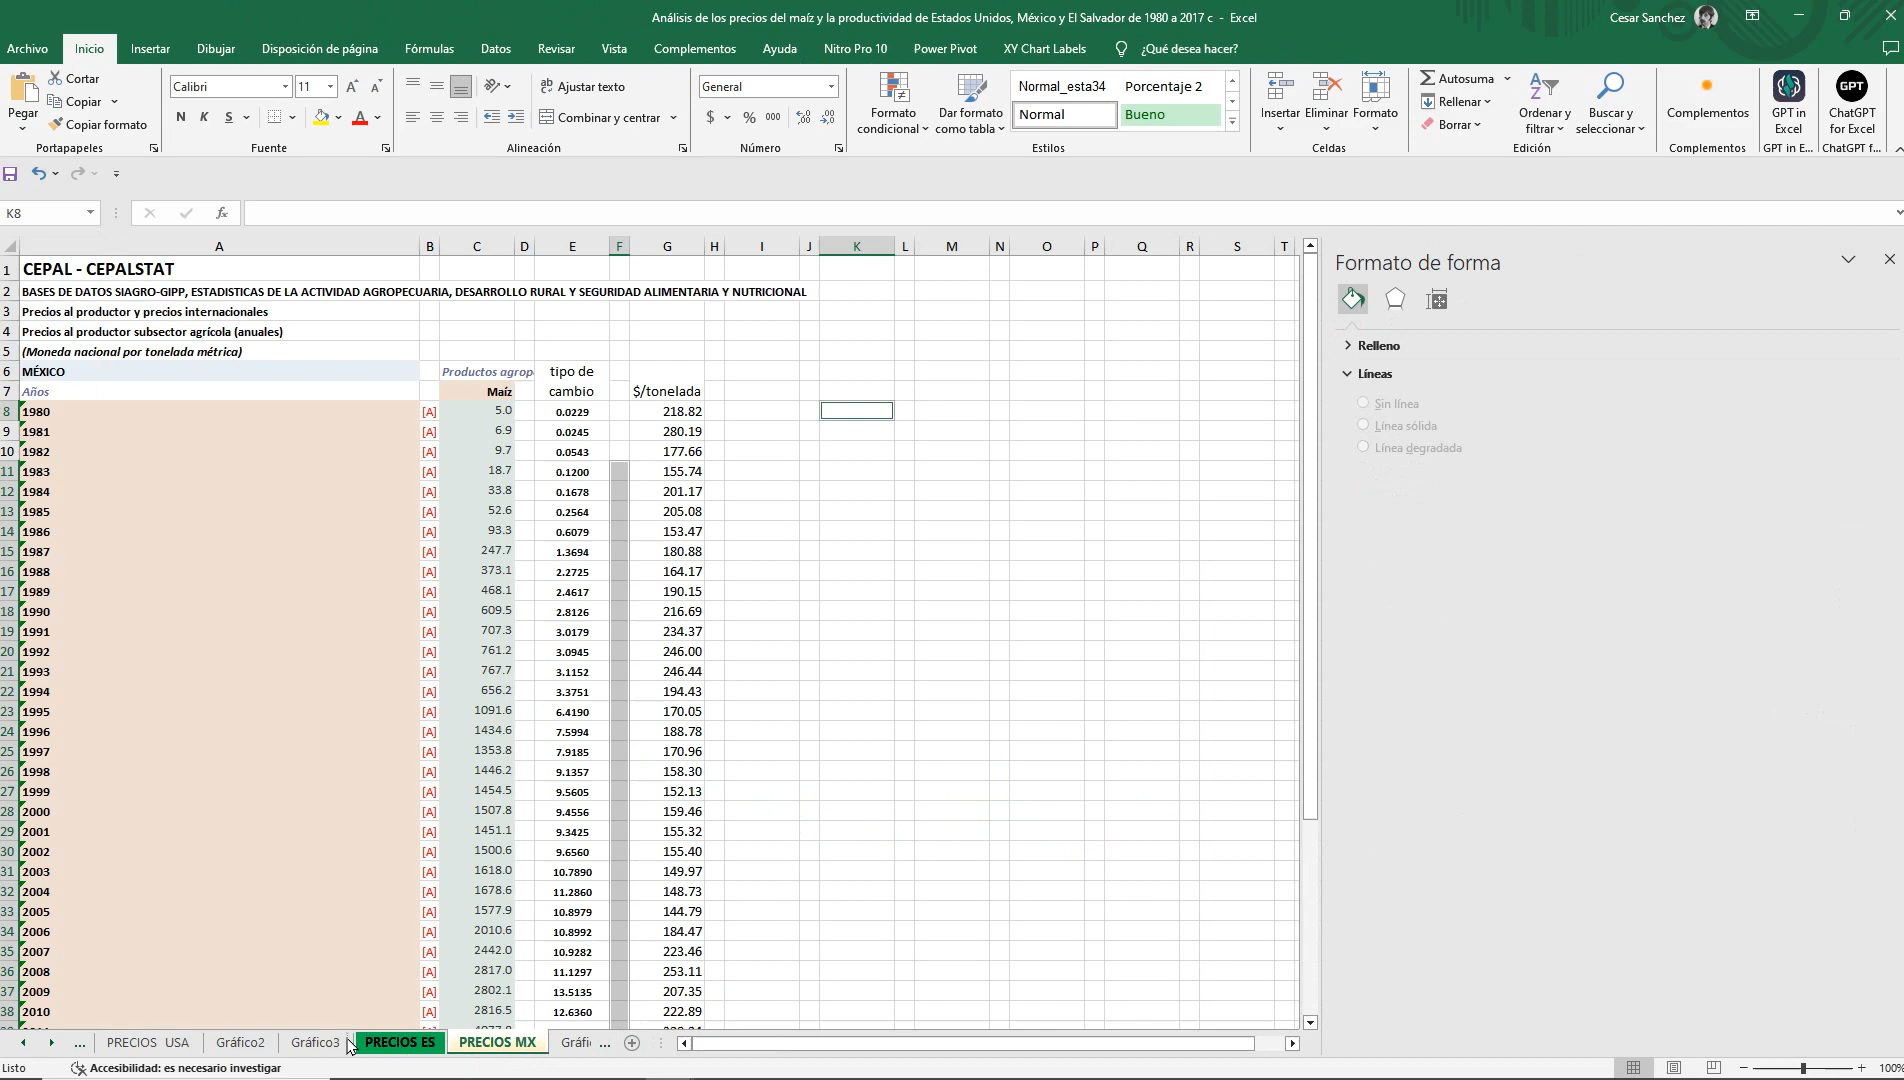 Análisis de los precios del maíz y la productividad de Estados Unidos, México y El Salvador de 1980 a 2017 c - Excel
Cesar Sanchez
Archivo Inicio Insertar Dibujar Disposición de página Fórmulas Datos Revisar Vista Complementos Ayuda Nitro Pro 10 Power Pivot XY Chart Labels ¿Qué desea hacer?
Pegar
Cortar
Copiar
Copiar formato
Portapapeles
Calibri 11
N K S
Fuente
Ajustar texto
Combinar y centrar
Alineación
General
$ % 000
Número
Formato condicional
Dar formato como tabla
Normal_esta34 Porcentaje 2
Normal Bueno
Estilos
Insertar Eliminar Formato
Celdas
Autosuma
Rellenar
Borrar
Ordenar y filtrar
Buscar y seleccionar
Edición
Complementos
Complementos
GPT in Excel
GPT in E...
GPT
ChatGPT for Excel
ChatGPT f...
K8 fx
A B C D E F G H I J K L M N O P Q R S T
1 CEPAL - CEPALSTAT
2 BASES DE DATOS SIAGRO-GIPP, ESTADISTICAS DE LA ACTIVIDAD AGROPECUARIA, DESARROLLO RURAL Y SEGURIDAD ALIMENTARIA Y NUTRICIONAL
3 Precios al productor y precios internacionales
4 Precios al productor subsector agrícola (anuales)
5 (Moneda nacional por tonelada métrica)
6 MÉXICO Productos agrop tipo de
7 Años Maíz cambio $/tonelada
8 1980 [A] 5.0 0.0229 218.82
9 1981 [A] 6.9 0.0245 280.19
10 1982 [A] 9.7 0.0543 177.66
11 1983 [A] 18.7 0.1200 155.74
12 1984 [A] 33.8 0.1678 201.17
13 1985 [A] 52.6 0.2564 205.08
14 1986 [A] 93.3 0.6079 153.47
15 1987 [A] 247.7 1.3694 180.88
16 1988 [A] 373.1 2.2725 164.17
17 1989 [A] 468.1 2.4617 190.15
18 1990 [A] 609.5 2.8126 216.69
19 1991 [A] 707.3 3.0179 234.37
20 1992 [A] 761.2 3.0945 246.00
21 1993 [A] 767.7 3.1152 246.44
22 1994 [A] 656.2 3.3751 194.43
23 1995 [A] 1091.6 6.4190 170.05
24 1996 [A] 1434.6 7.5994 188.78
25 1997 [A] 1353.8 7.9185 170.96
26 1998 [A] 1446.2 9.1357 158.30
27 1999 [A] 1454.5 9.5605 152.13
28 2000 [A] 1507.8 9.4556 159.46
29 2001 [A] 1451.1 9.3425 155.32
30 2002 [A] 1500.6 9.6560 155.40
31 2003 [A] 1618.0 10.7890 149.97
32 2004 [A] 1678.6 11.2860 148.73
33 2005 [A] 1577.9 10.8979 144.79
34 2006 [A] 2010.6 10.8992 184.47
35 2007 [A] 2442.0 10.9282 223.46
36 2008 [A] 2817.0 11.1297 253.11
37 2009 [A] 2802.1 13.5135 207.35
38 2010 [A] 2816.5 12.6360 222.89
Formato de forma
Relleno
Líneas
Sin línea
Línea sólida
Línea degradada
... PRECIOS USA Gráfico2 Gráfico3 PRECIOS ES PRECIOS MX Gráfi ...
Listo Accesibilidad: es necesario investigar 100%